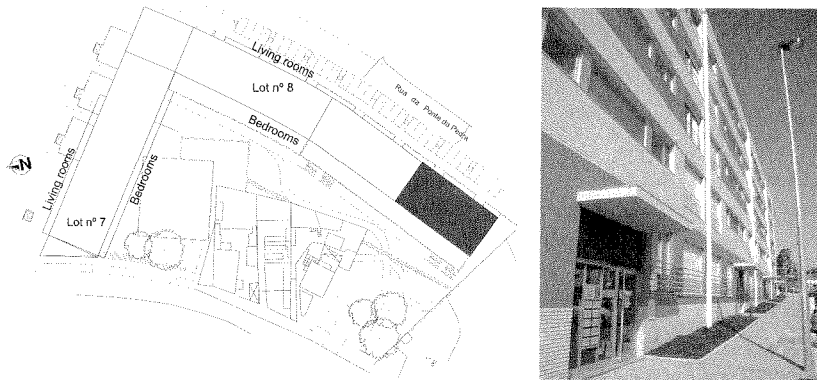 Living rooms
Lot nº 8
Rua da Ponte da Pedra
Bedrooms
N
Living rooms
Bedrooms
Lot nº 7